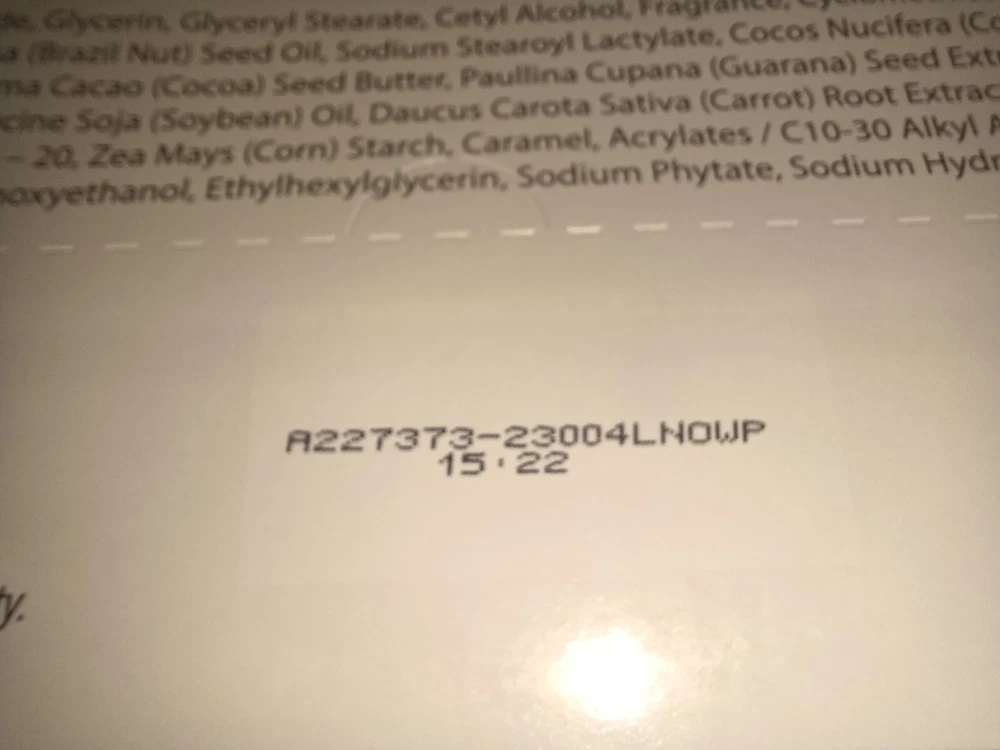 Glycerin, Glyceryl Stearate, Cetyl Alcohol, Fragrance,
(Brazil Nut) Seed Oil, Sodium Stearoyl Lactylate, Cocos Nucifera
Cacao (Cocoa) Seed Butter, Paullina Cupana (Guarana) Seed
Soja (Soybean) Oil, Daucus Carota Sativa (Carrot) Root
– 20, Zea Mays (Corn) Starch, Caramel, Acrylates / C10-30 Alkyl
Ethylhexylglycerin, Sodium Phytate, Sodium
A227373-23004LNOWP
15:22